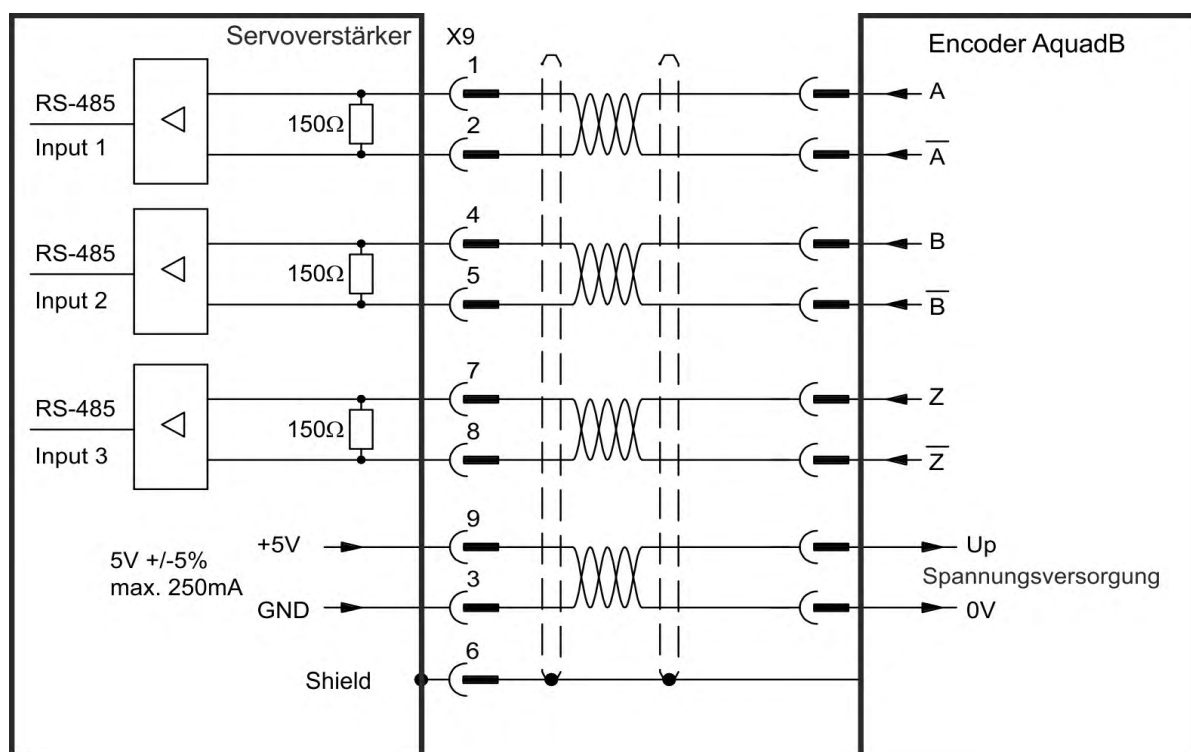 Servoverstärker
X9
Encoder AquadB
RS-485
Input 1
150Ω
1
2
A
A̅
RS-485
Input 2
150Ω
4
5
B
B̅
RS-485
Input 3
150Ω
7
8
Z
Z̅
5V +/-5%
max. 250mA
+5V
GND
9
3
Up
Spannungsversorgung
0V
Shield
6